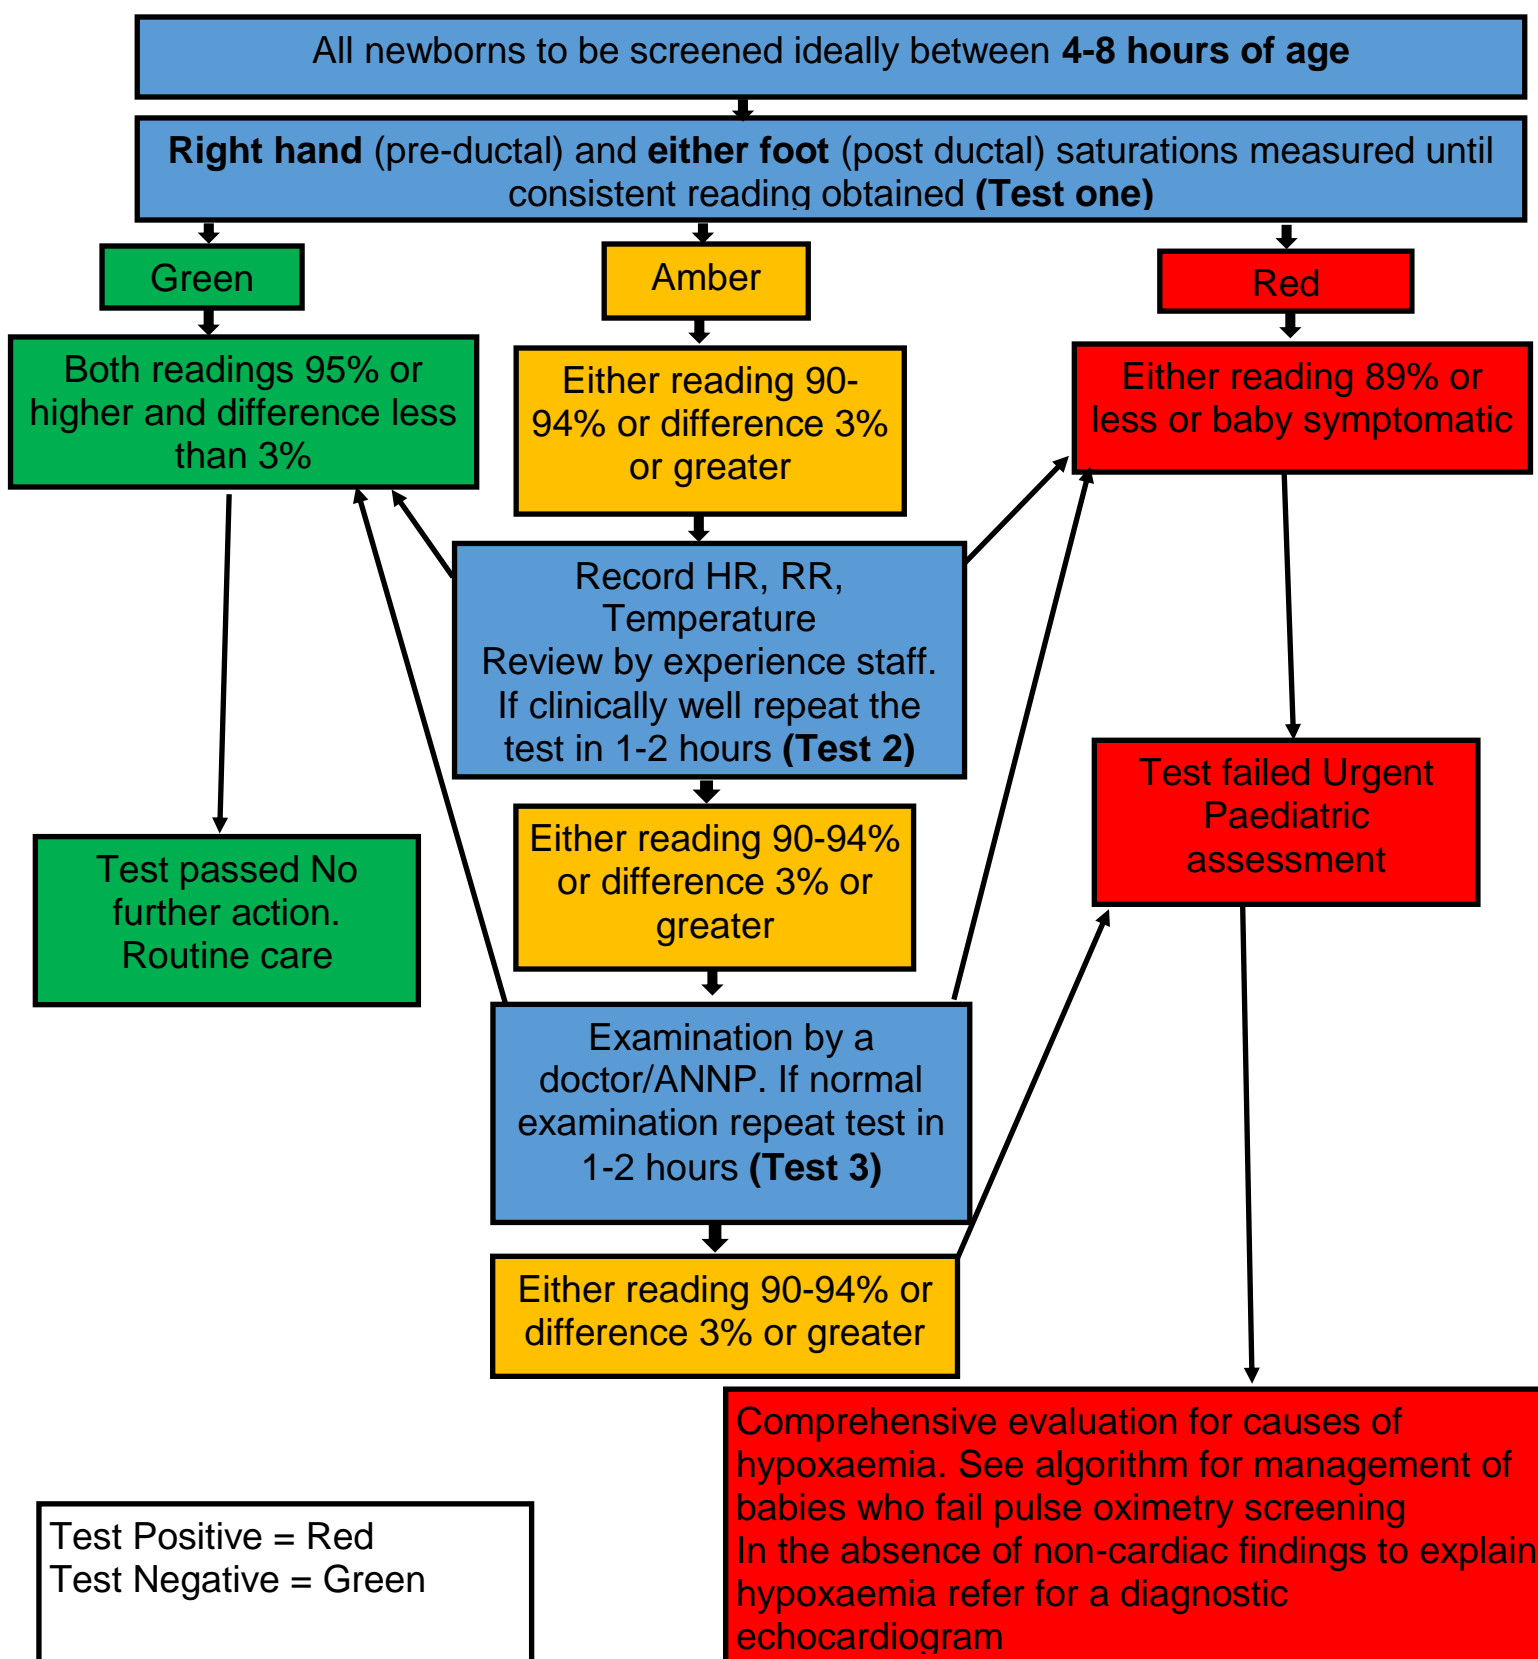 All newborns to be screened ideally between 4-8 hours of age
Right hand (pre-ductal) and either foot (post ductal) saturations measured until
consistent reading obtained (Test one)
Green
Amber
Red
Both readings 95% or
higher and difference less
than 3%
Either reading 90-
94% or difference 3%
or greater
Either reading 89% or
less or baby symptomatic
Record HR, RR,
Temperature
Review by experience staff.
If clinically well repeat the
test in 1-2 hours (Test 2)
Test failed Urgent
Paediatric
assessment
Either reading 90-94%
or difference 3% or
greater
Test passed No
further action.
Routine care
Examination by a
doctor/ANNP. If normal
examination repeat test in
1-2 hours (Test 3)
Either reading 90-94% or
difference 3% or greater
Comprehensive evaluation for causes of
hypoxaemia. See algorithm for management of
babies who fail pulse oximetry screening
In the absence of non-cardiac findings to explain
hypoxaemia refer for a diagnostic
echocardiogram
Test Positive = Red
Test Negative = Green